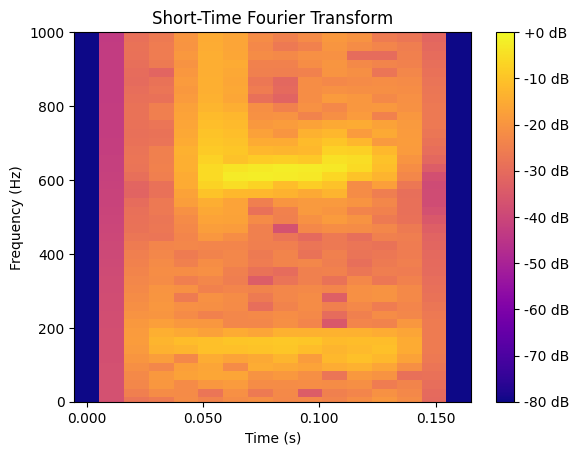 Short-Time Fourier Transform
1000
800
600
400
200
0
Frequency (Hz)
0.000
0.050
0.100
0.150
Time (s)
+0 dB
-10 dB
-20 dB
-30 dB
-40 dB
-50 dB
-60 dB
-70 dB
-80 dB